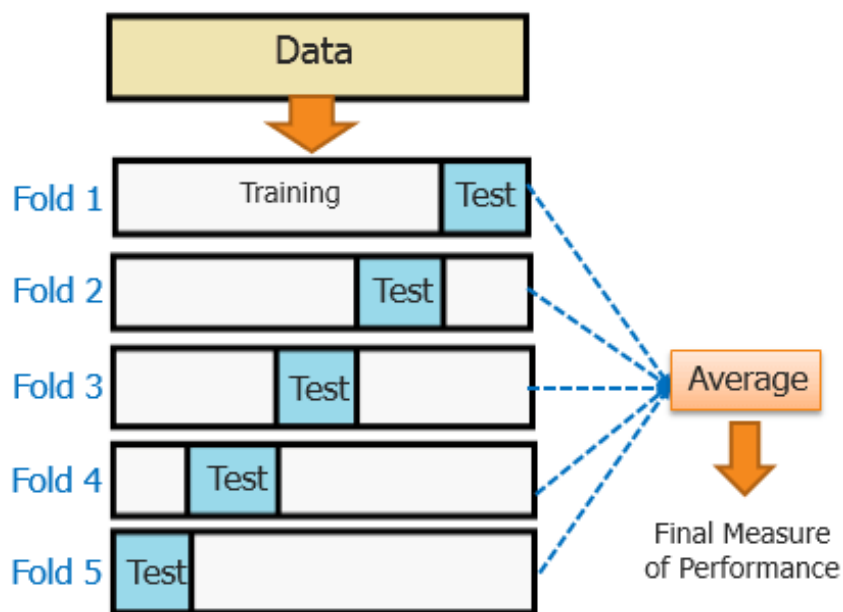 Data
Fold 1 Training Test
Fold 2 Test
Fold 3 Test
Fold 4 Test
Fold 5 Test
Average
Final Measure
of Performance